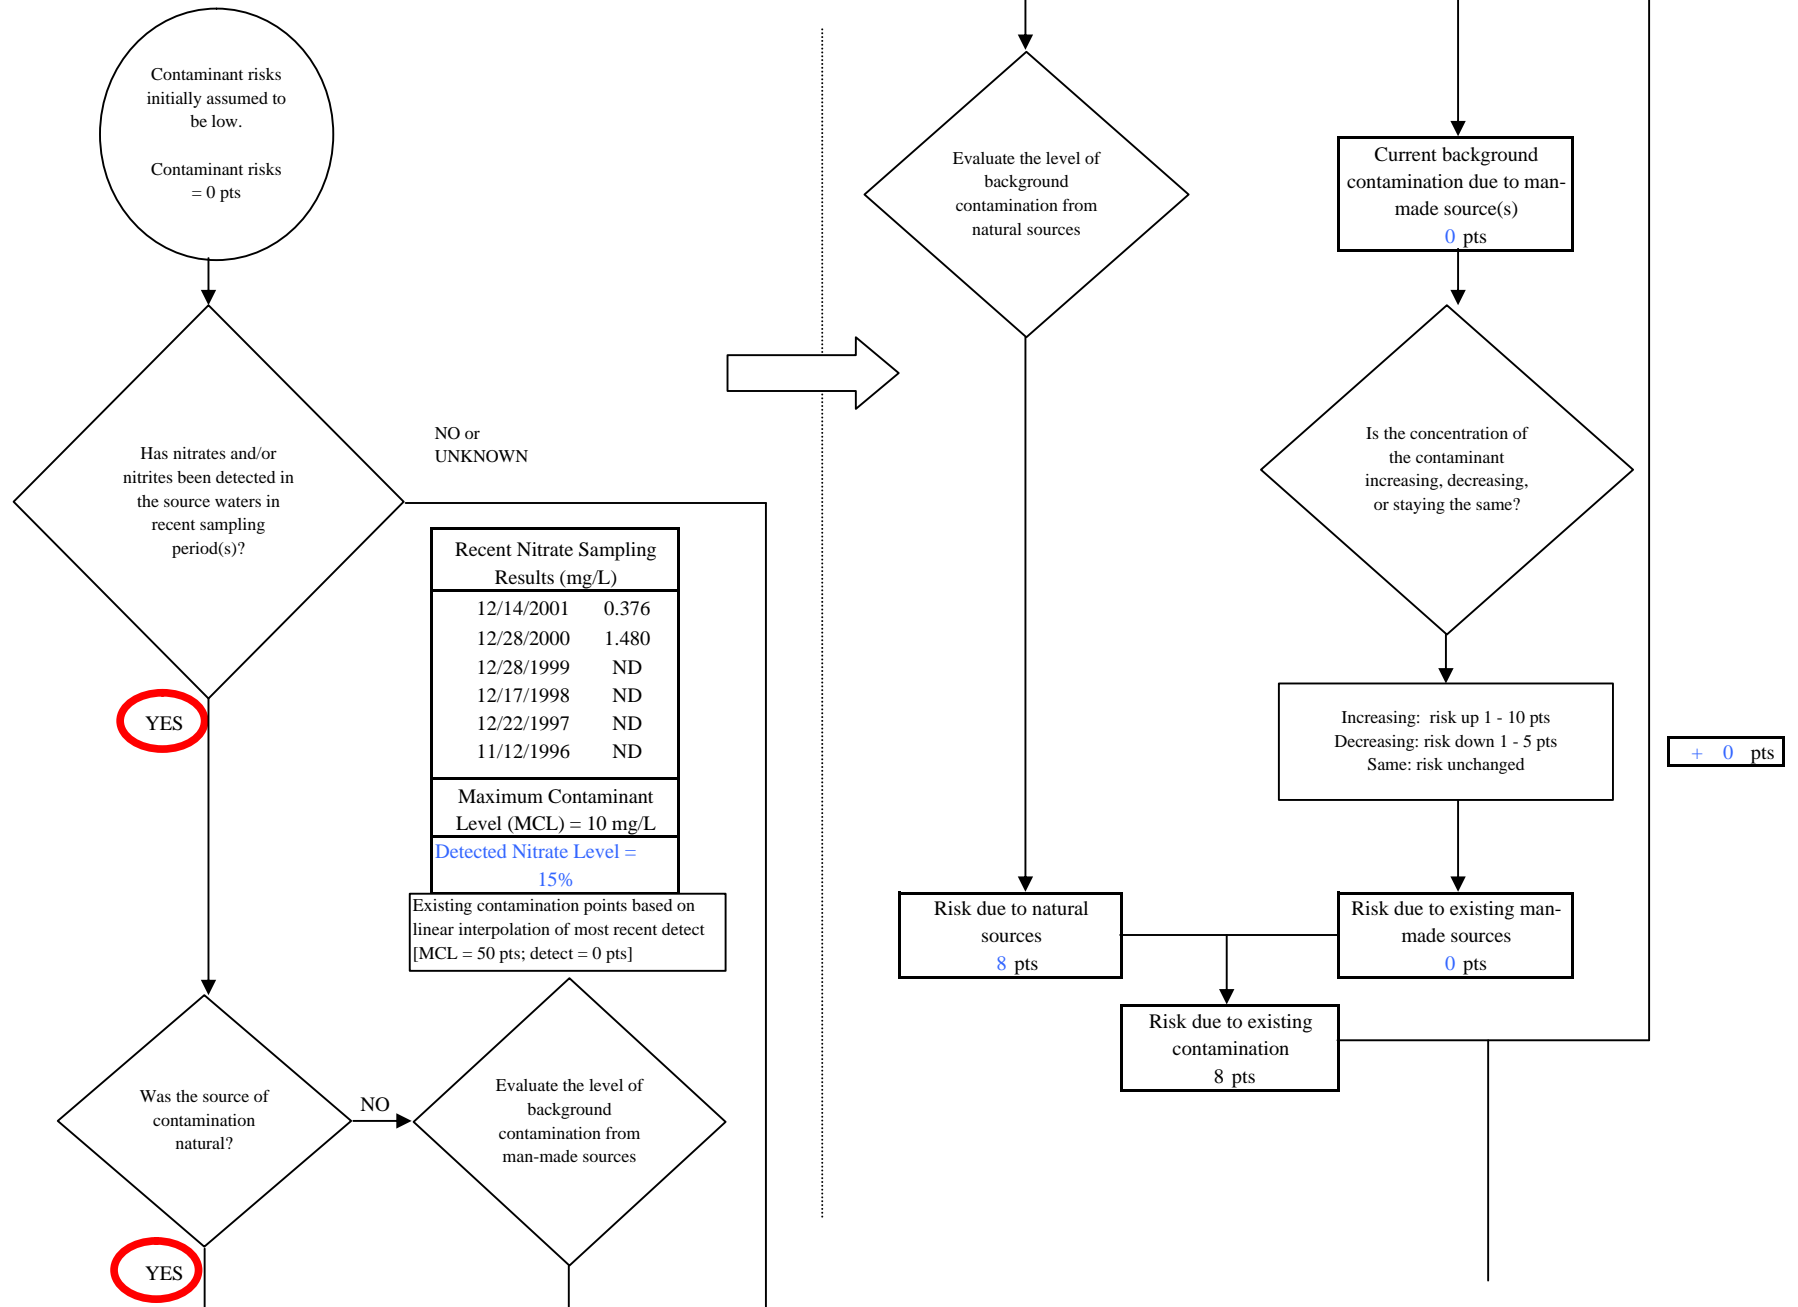 Contaminant risks
initially assumed to
be low.
Contaminant risks
= 0 pts
Has nitrates and/or
nitrites been detected in
the source waters in
recent sampling
period(s)?
NO or
UNKNOWN
YES
Recent Nitrate Sampling
Results (mg/L)
12/14/2001 0.376
12/28/2000 1.480
12/28/1999 ND
12/17/1998 ND
12/22/1997 ND
11/12/1996 ND
Maximum Contaminant
Level (MCL) = 10 mg/L
Detected Nitrate Level =
15%
Existing contamination points based on
linear interpolation of most recent detect
[MCL = 50 pts; detect = 0 pts]
Was the source of
contamination
natural?
NO
Evaluate the level of
background
contamination from
man-made sources
YES
Evaluate the level of
background
contamination from
natural sources
Current background
contamination due to man-
made source(s)
0 pts
Is the concentration of
the contaminant
increasing, decreasing,
or staying the same?
Increasing: risk up 1 - 10 pts
Decreasing: risk down 1 - 5 pts
Same: risk unchanged
+ 0 pts
Risk due to natural
sources
8 pts
Risk due to existing man-
made sources
0 pts
Risk due to existing
contamination
8 pts